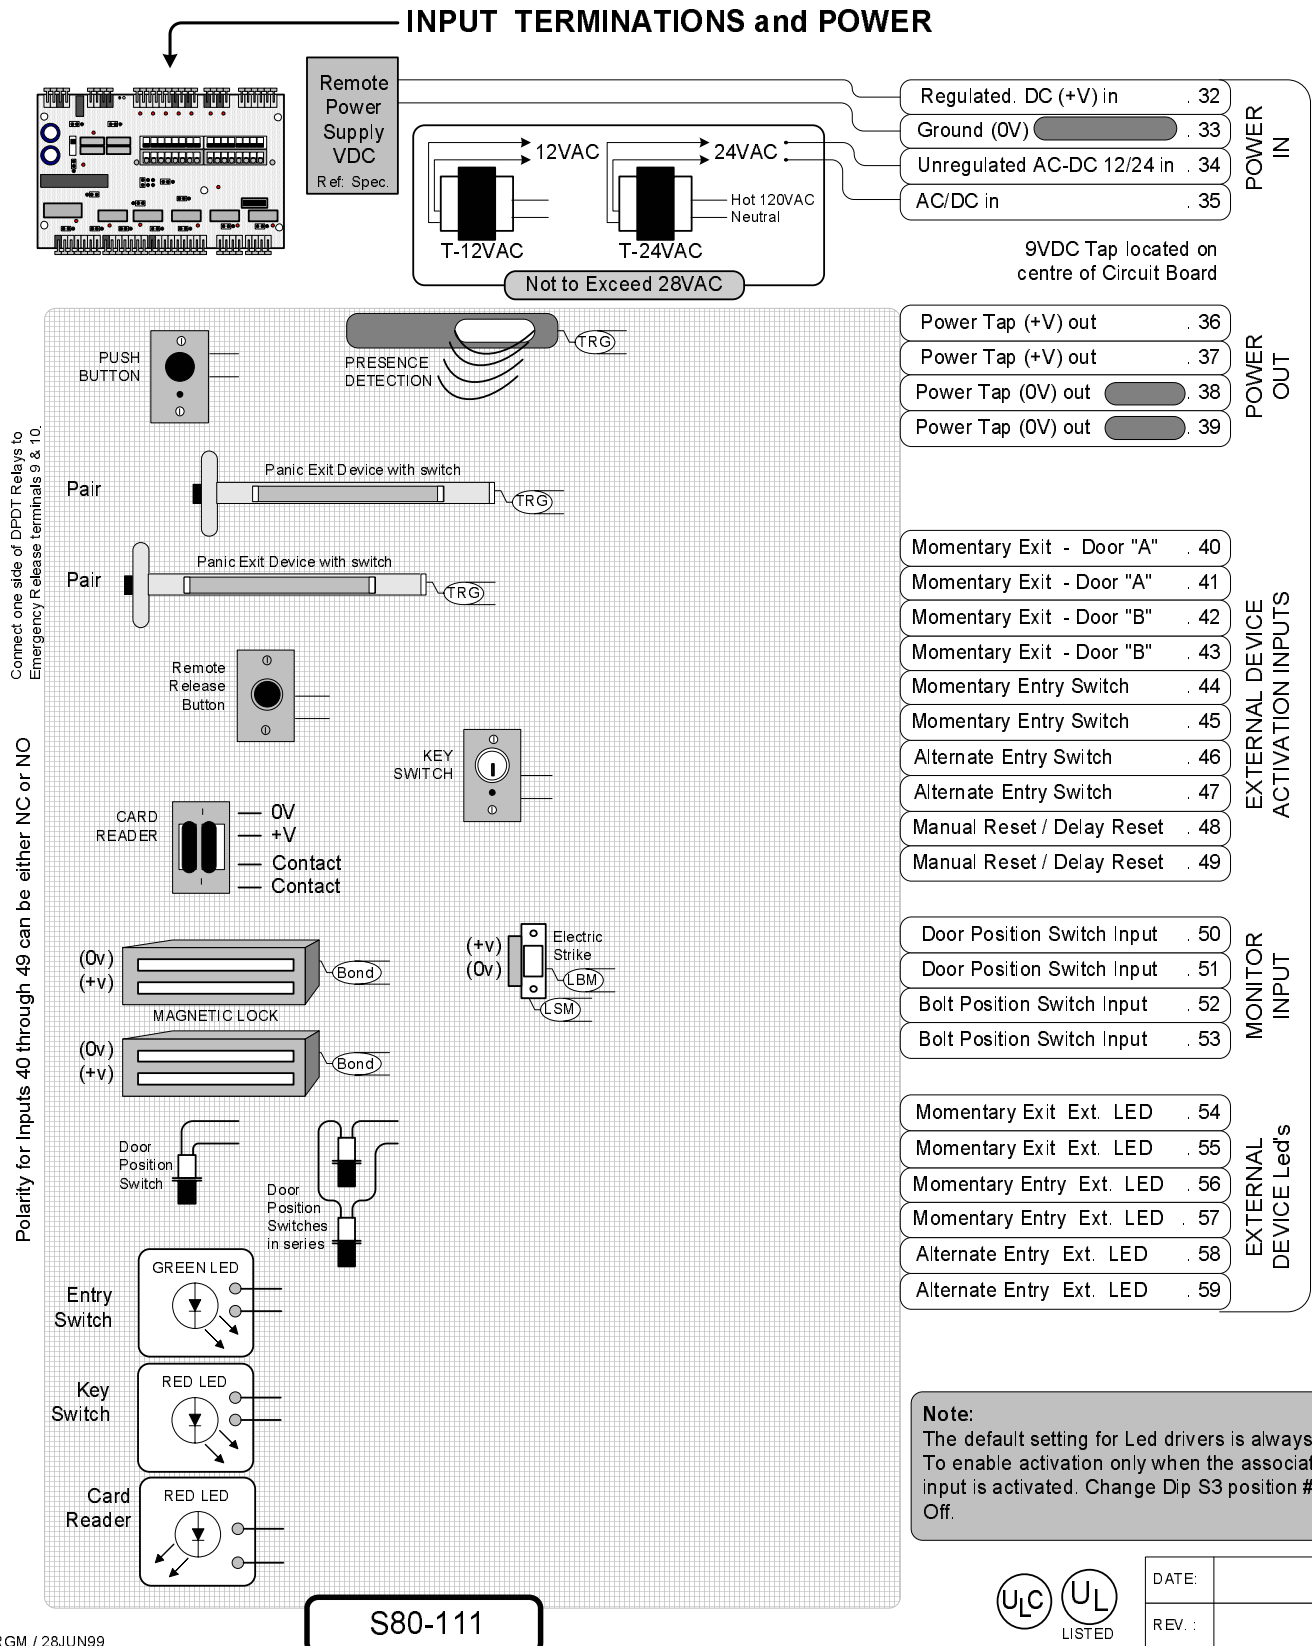 INPUT TERMINATIONS and POWER
Remote
Power
Supply
VDC
Ref: Spec.
12VAC
24VAC
Hot 120VAC
Neutral
T-12VAC
T-24VAC
Not to Exceed 28VAC
Regulated. DC (+V) in . 32
Ground (0V) . 33
Unregulated AC-DC 12/24 in . 34
AC/DC in . 35
POWER
IN
9VDC Tap located on
centre of Circuit Board
Power Tap (+V) out . 36
Power Tap (+V) out . 37
Power Tap (0V) out . 38
Power Tap (0V) out . 39
POWER
OUT
PUSH
BUTTON
PRESENCE
DETECTION
TRG
Connect one side of DPDT Relays to
Emergency Release terminals 9 & 10.
Pair
Panic Exit Device with switch
TRG
Pair
Panic Exit Device with switch
TRG
Momentary Exit - Door "A" . 40
Momentary Exit - Door "A" . 41
Momentary Exit - Door "B" . 42
Momentary Exit - Door "B" . 43
Momentary Entry Switch . 44
Momentary Entry Switch . 45
Alternate Entry Switch . 46
Alternate Entry Switch . 47
Manual Reset / Delay Reset . 48
Manual Reset / Delay Reset . 49
EXTERNAL DEVICE
ACTIVATION INPUTS
Remote
Release
Button
KEY
SWITCH
CARD
READER
0V
+V
Contact
Contact
Polarity for Inputs 40 through 49 can be either NC or NO
(0v)
(+v)
Bond
MAGNETIC LOCK
(0v)
(+v)
Bond
(+v)
(0v)
Electric
Strike
LBM
LSM
Door Position Switch Input . 50
Door Position Switch Input . 51
Bolt Position Switch Input . 52
Bolt Position Switch Input . 53
MONITOR
INPUT
Door
Position
Switch
Door
Position
Switches
in series
Momentary Exit Ext. LED . 54
Momentary Exit Ext. LED . 55
Momentary Entry Ext. LED . 56
Momentary Entry Ext. LED . 57
Alternate Entry Ext. LED . 58
Alternate Entry Ext. LED . 59
EXTERNAL
DEVICE Led's
Entry
Switch
GREEN LED
Key
Switch
RED LED
Card
Reader
RED LED
Note:
The default setting for Led drivers is always
To enable activation only when the associat
input is activated. Change Dip S3 position #
Off.
S80-111
ULC
UL
LISTED
DATE:
REV. :
RGM / 28JUN99